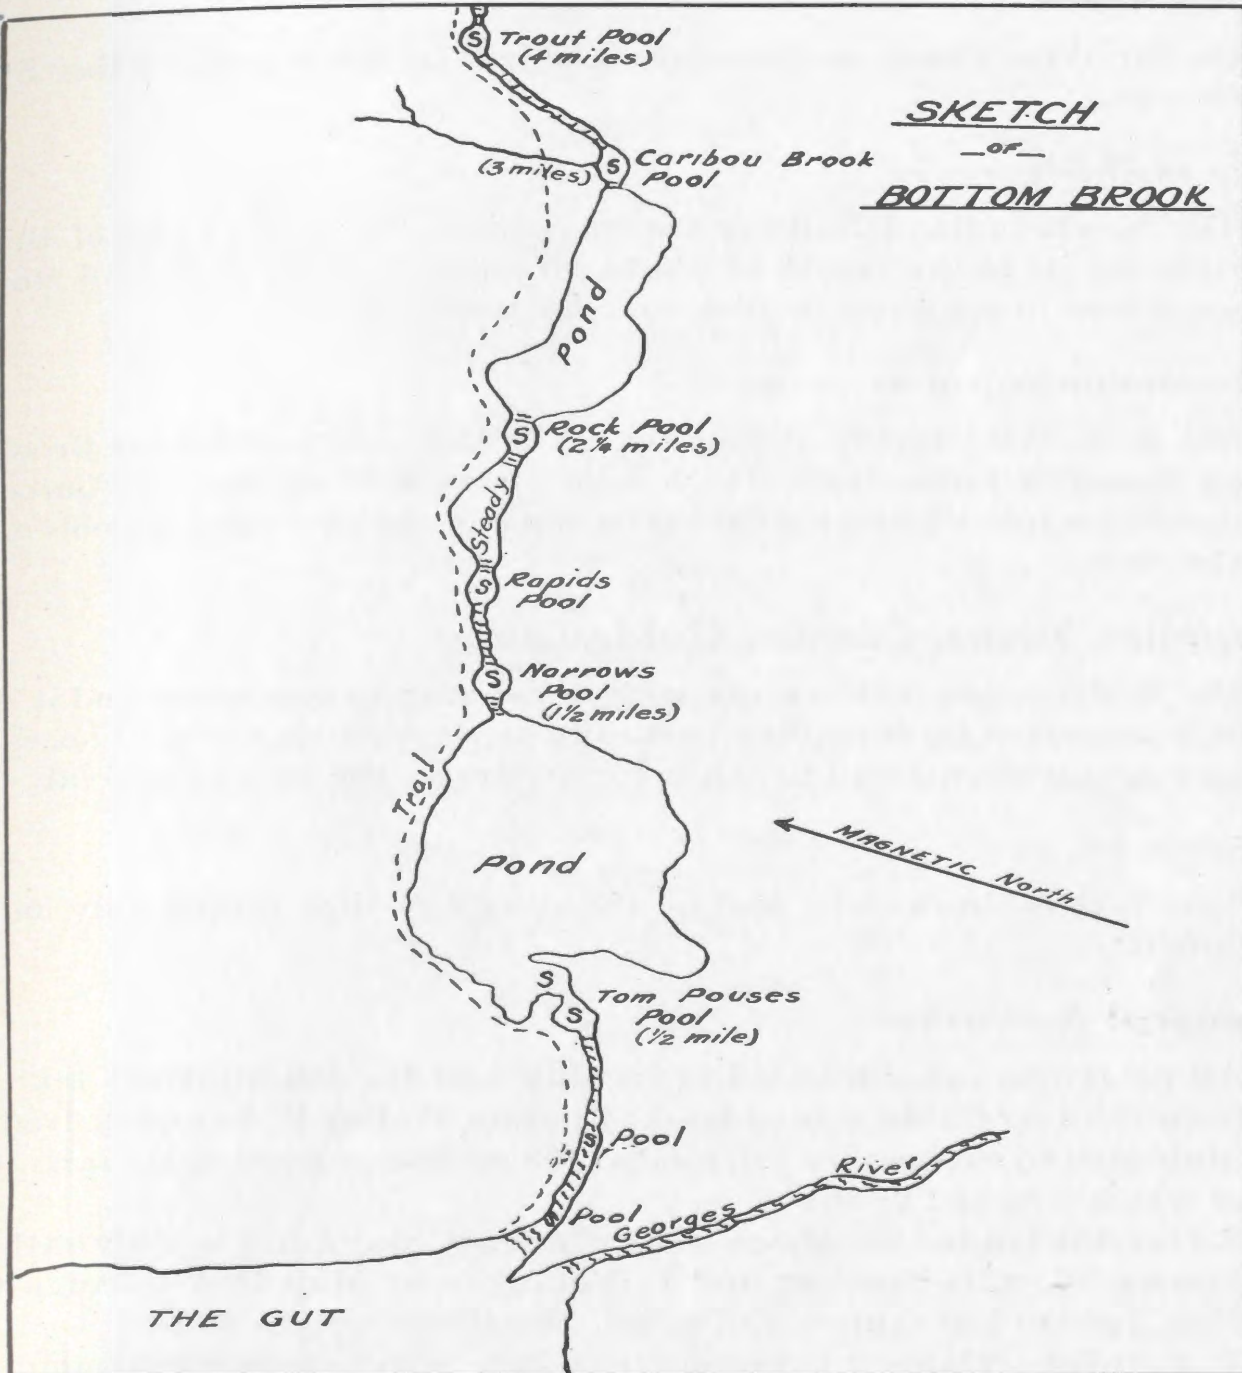 SKETCH
OF
BOTTOM BROOK
Trout Pool
(4 miles)
S
(3 miles)
S
Caribou Brook
Pool
Pond
S
Rock Pool
(2¼ miles)
Steady
S
Rapids
Pool
S
Narrows
Pool
(1½ miles)
Trail
Pond
MAGNETIC North
S
S
Tom Pouses
Pool
(½ mile)
S
Pool
S
Pool
Georges River
THE GUT